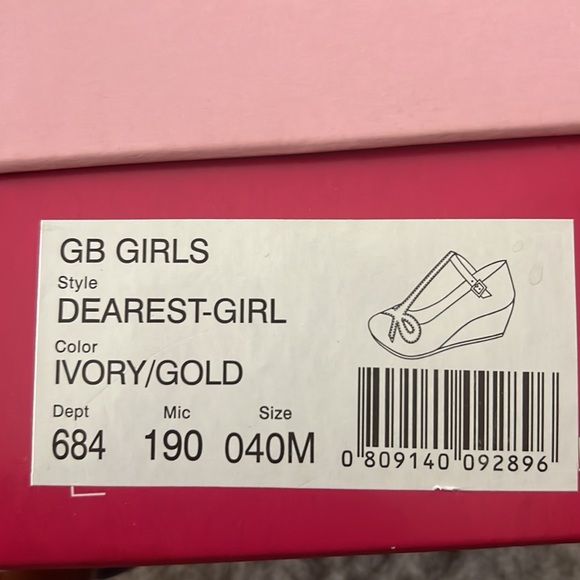 GB GIRLS
Style
DEAREST-GIRL
Color
IVORY/GOLD
Dept Mic Size
684 190 040M
0 809140 092896